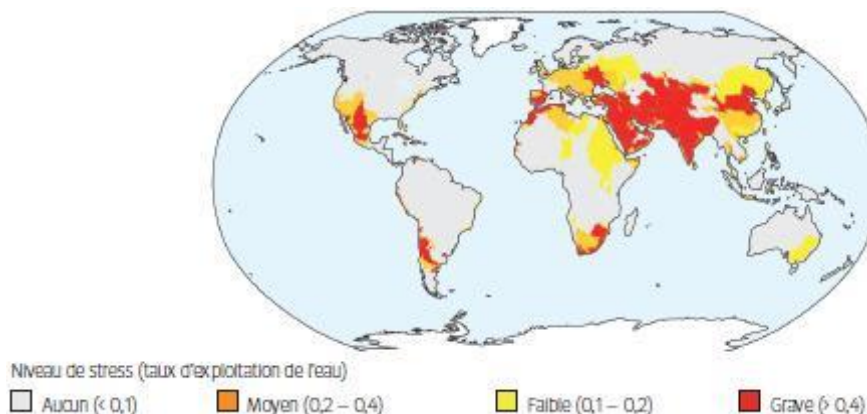 Niveau de stress (taux d'exploitation de l'eau)
Aucun (< 0,1) Moyen (0,2 – 0,4) Faible (0,1 – 0,2) Grave (> 0,4)